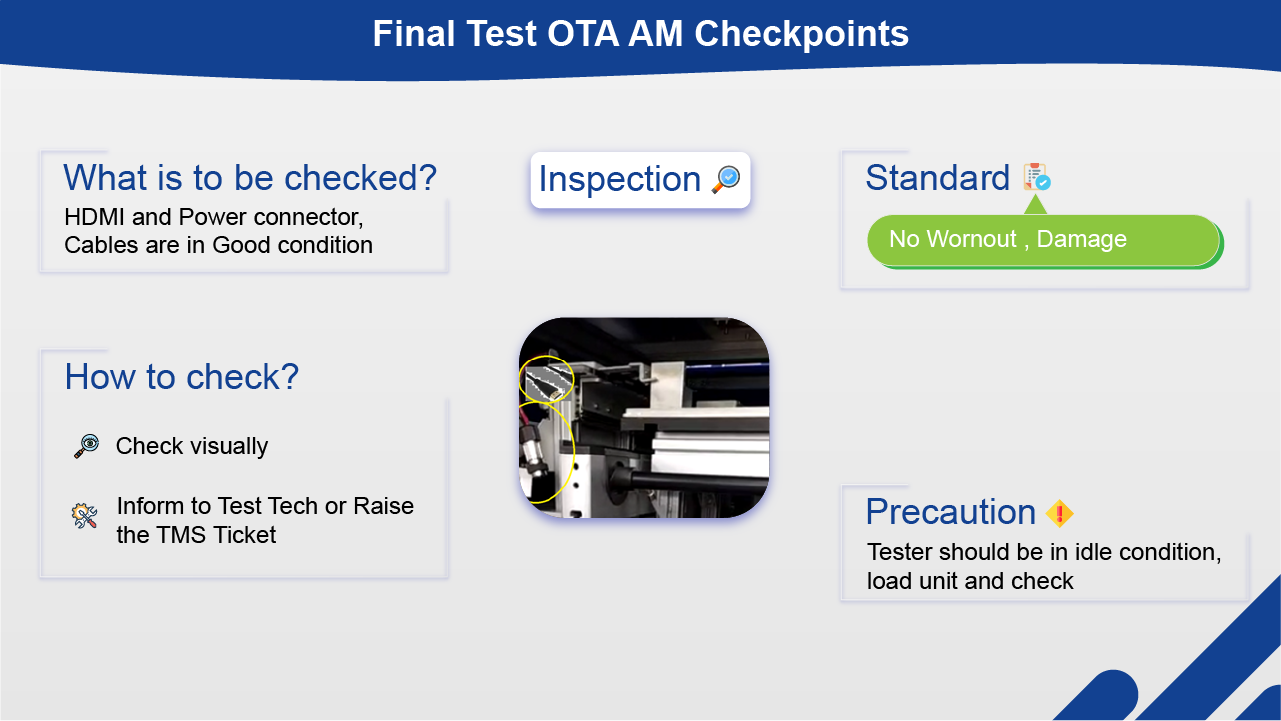 Final Test OTA AM Checkpoints
What is to be checked?
HDMI and Power connector,
Cables are in Good condition
Inspection
Standard
No Wornout , Damage
How to check?
Check visually
Inform to Test Tech or Raise
the TMS Ticket
Precaution
Tester should be in idle condition,
load unit and check